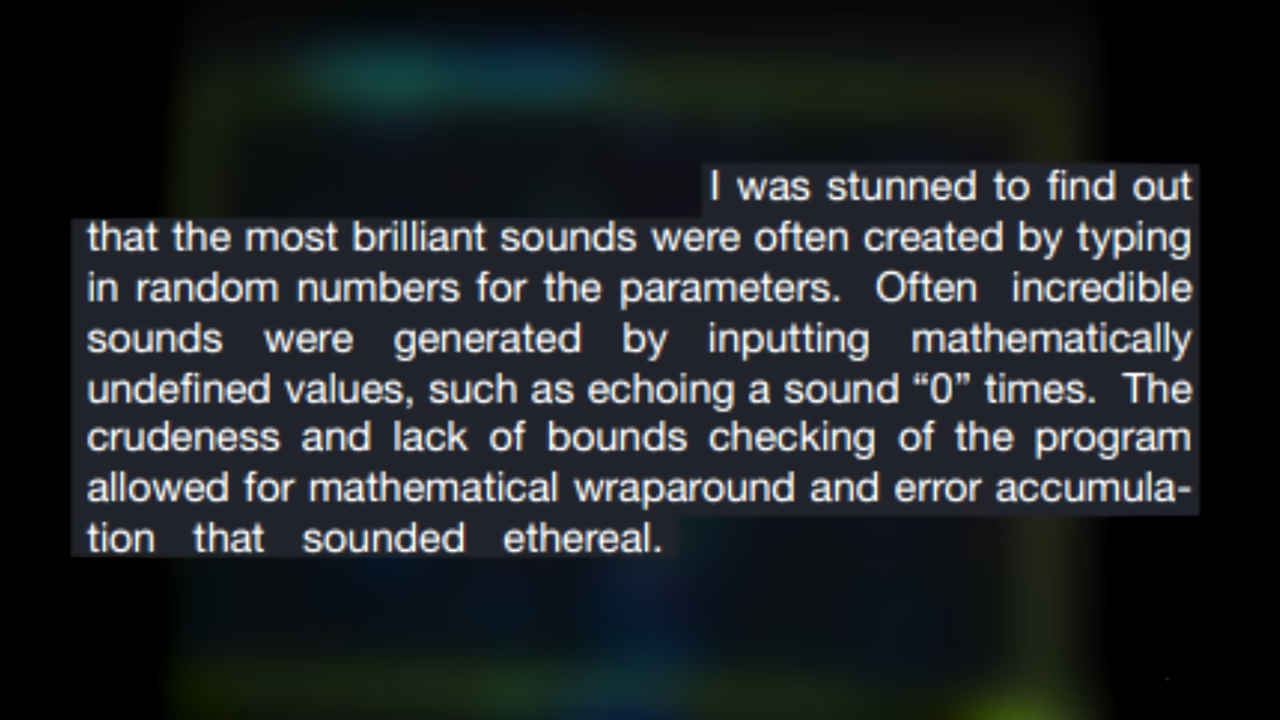 I was stunned to find out
that the most brilliant sounds were often created by typing
in random numbers for the parameters. Often incredible
sounds were generated by inputting mathematically
undefined values, such as echoing a sound “0” times. The
crudeness and lack of bounds checking of the program
allowed for mathematical wraparound and error accumula-
tion that sounded ethereal.